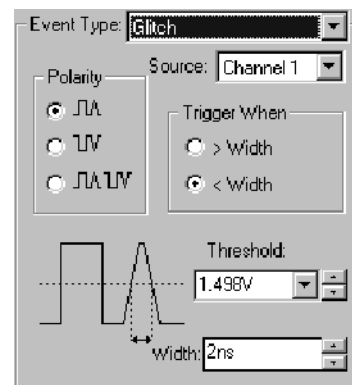 Event Type: Glitch
Source: Channel 1
Polarity
Trigger When
> Width
< Width
Threshold:
1.498V
Width: 2ns